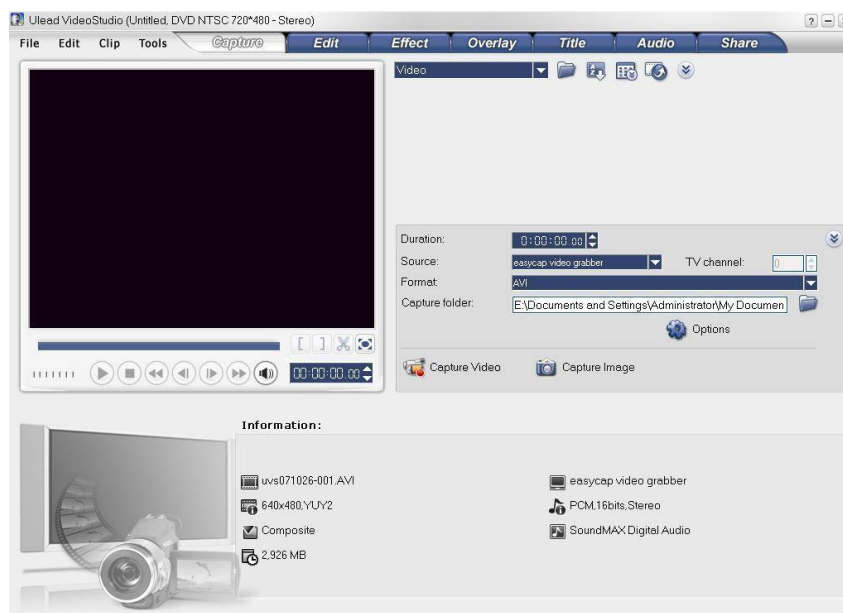 Ulead VideoStudio (Untitled, DVD NTSC 720*480 - Stereo)
File Edit Clip Tools Capture Edit Effect Overlay Title Audio Share
Video
Duration: 0:00:00.00
Source: easycap video grabber TV channel: 0
Format: AVI
Capture folder: E:\Documents and Settings\Administrator\My Documen
Options
Capture Video Capture Image
00:00:00.00
Information:
uvs071026-001.AVI easycap video grabber
640x480,YUY2 PCM,16bits,Stereo
Composite SoundMAX Digital Audio
2,926 MB